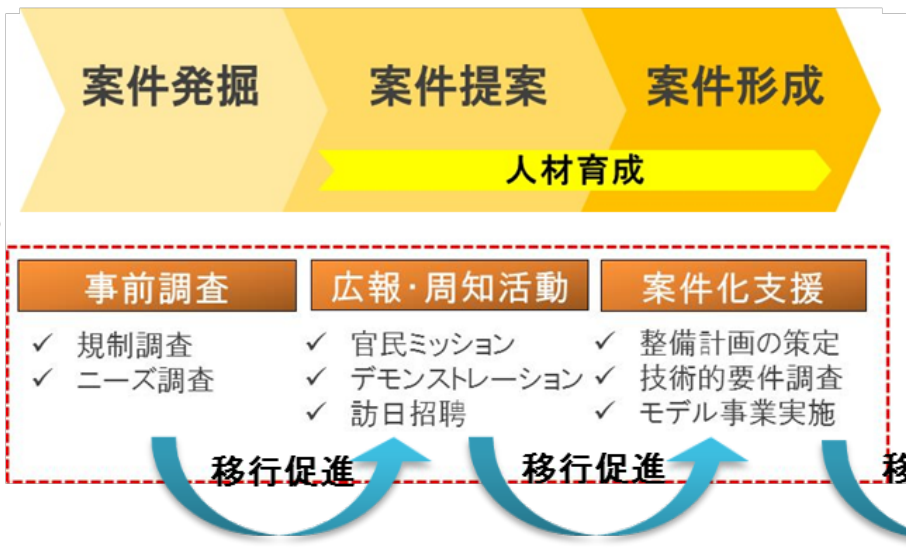 案件発掘
案件提案
案件形成
人材育成
事前調査
✓ 規制調査
✓ ニーズ調査
広報・周知活動
✓ 官民ミッション
✓ デモンストレーション
✓ 訪日招聘
案件化支援
✓ 整備計画の策定
✓ 技術的要件調査
✓ モデル事業実施
移行促進
移行促進
移